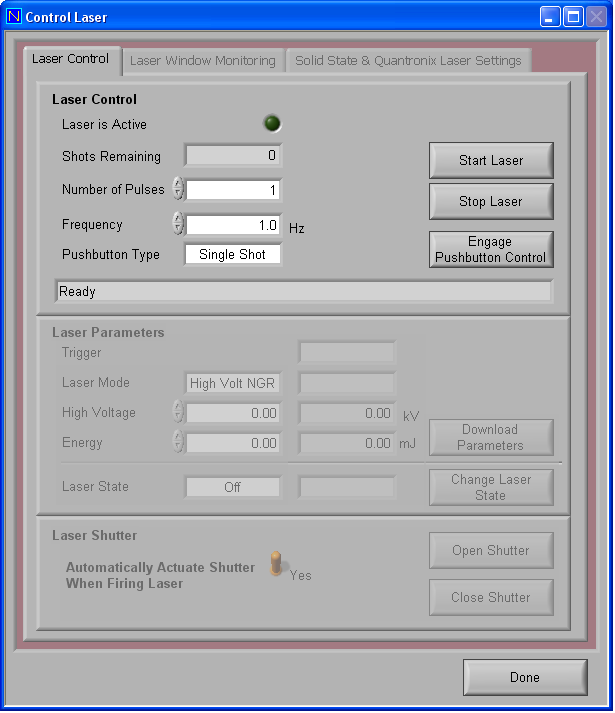 Control Laser
Laser Control
Laser Window Monitoring
Solid State & Quantronix Laser Settings
Laser Control
Laser is Active
Shots Remaining
0
Start Laser
Number of Pulses
1
Stop Laser
Frequency
1.0
Hz
Engage
Pushbutton Control
Pushbutton Type
Single Shot
Ready
Laser Parameters
Trigger
Laser Mode
High Volt NGR
High Voltage
0.00
0.00
kV
Download
Parameters
Energy
0.00
0.00
mJ
Laser State
Off
Change Laser
State
Laser Shutter
Open Shutter
Automatically Actuate Shutter
When Firing Laser
Yes
Close Shutter
Done